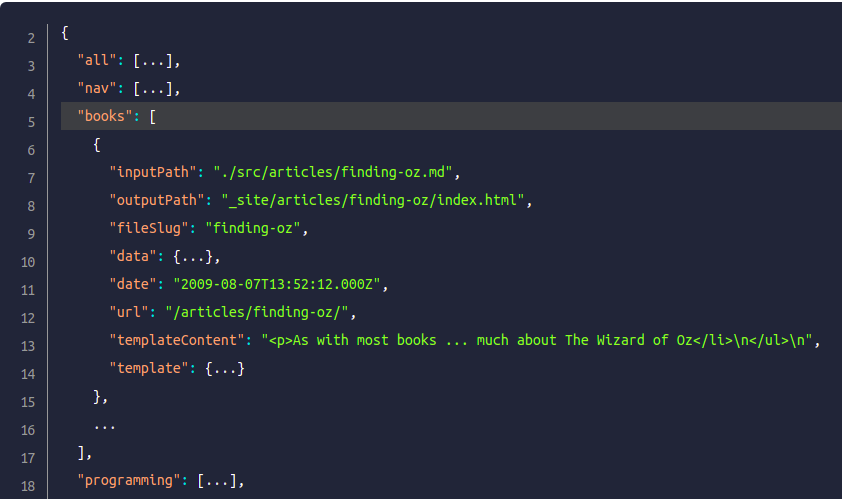 2 {
3   "all": [...],
4   "nav": [...],
5   "books": [
6     {
7       "inputPath": "./src/articles/finding-oz.md",
8       "outputPath": "_site/articles/finding-oz/index.html",
9       "fileSlug": "finding-oz",
10       "data": {...},
11       "date": "2009-08-07T13:52:12.000Z",
12       "url": "/articles/finding-oz/",
13       "templateContent": "<p>As with most books ... much about The Wizard of Oz</li>\n</ul>\n",
14       "template": {...}
15     },
16     ...
17   ],
18   "programming": [...],